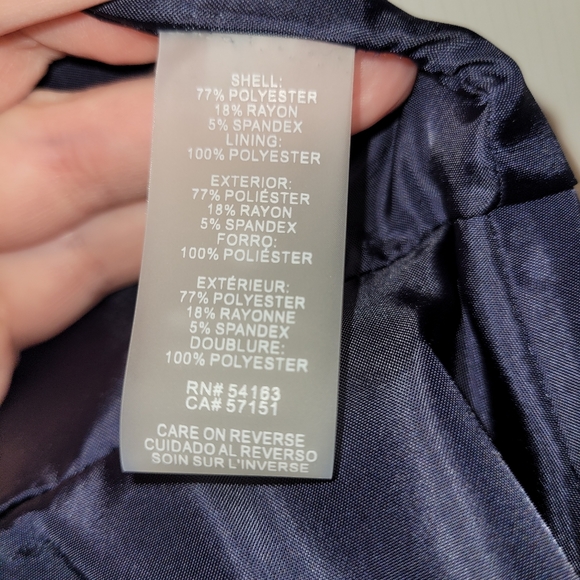 SHELL:
77% POLYESTER
18% RAYON
5% SPANDEX
LINING:
100% POLYESTER
EXTERIOR:
77% POLIÉSTER
18% RAYON
5% SPANDEX
FORRO:
100% POLIÉSTER
EXTÉRIEUR:
77% POLYESTER
18% RAYONNE
5% SPANDEX
DOUBLURE:
100% POLYESTER
RN# 54163
CA# 57151
CARE ON REVERSE
CUIDADO AL REVERSO
SOIN SUR L'INVERSE